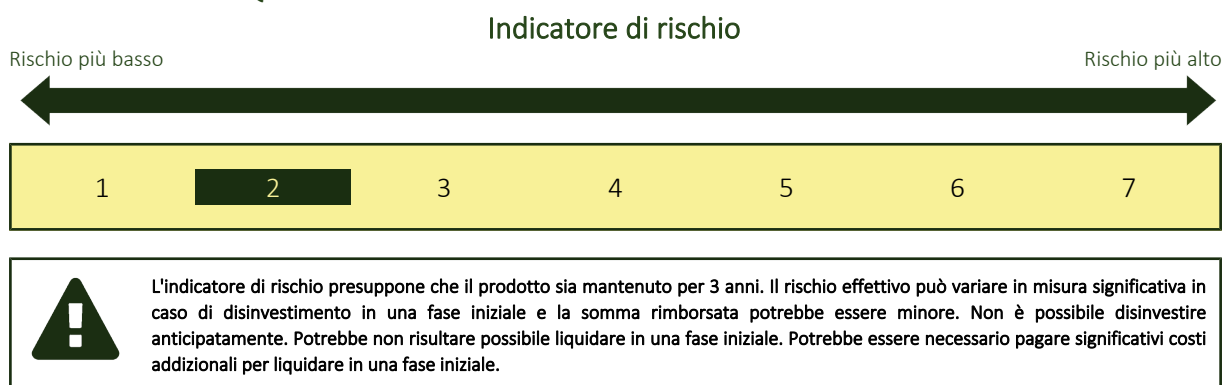 Indicatore di rischio
Rischio più basso
Rischio più alto
1 2 3 4 5 6 7
L'indicatore di rischio presuppone che il prodotto sia mantenuto per 3 anni. Il rischio effettivo può variare in misura significativa in
caso di disinvestimento in una fase iniziale e la somma rimborsata potrebbe essere minore. Non è possibile disinvestire
anticipatamente. Potrebbe non risultare possibile liquidare in una fase iniziale. Potrebbe essere necessario pagare significativi costi
addizionali per liquidare in una fase iniziale.